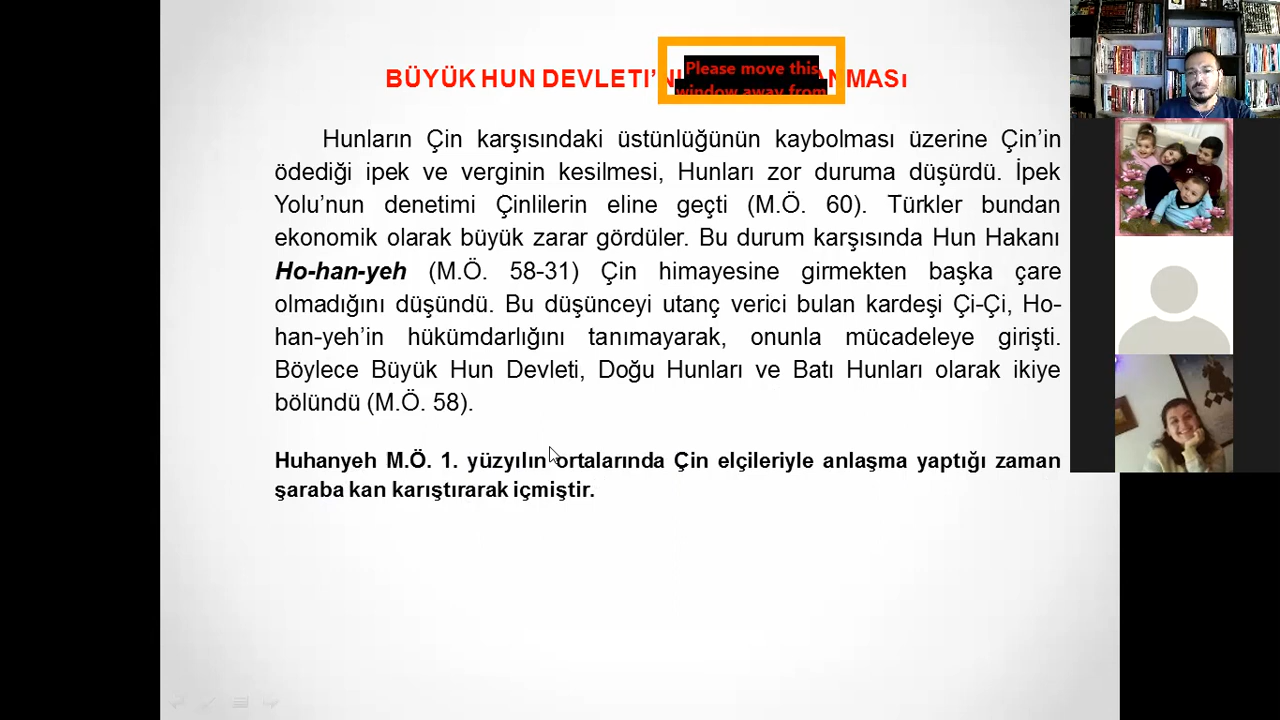 BÜYÜK HUN DEVLETI’ NMASı
Please move this
window away from
Hunların Çin karşısındaki üstünlüğünün kaybolması üzerine Çin’in
ödediği ipek ve verginin kesilmesi, Hunları zor duruma düşürdü. İpek
Yolu’nun denetimi Çinlilerin eline geçti (M.Ö. 60). Türkler bundan
ekonomik olarak büyük zarar gördüler. Bu durum karşısında Hun Hakanı
Ho-han-yeh (M.Ö. 58-31) Çin himayesine girmekten başka çare
olmadığını düşündü. Bu düşünceyi utanç verici bulan kardeşi Çi-Çi, Ho-
han-yeh’in hükümdarlığını tanımayarak, onunla mücadeleye girişti.
Böylece Büyük Hun Devleti, Doğu Hunları ve Batı Hunları olarak ikiye
bölündü (M.Ö. 58).
Huhanyeh M.Ö. 1. yüzyılın ortalarında Çin elçileriyle anlaşma yaptığı zaman
şaraba kan karıştırarak içmiştir.